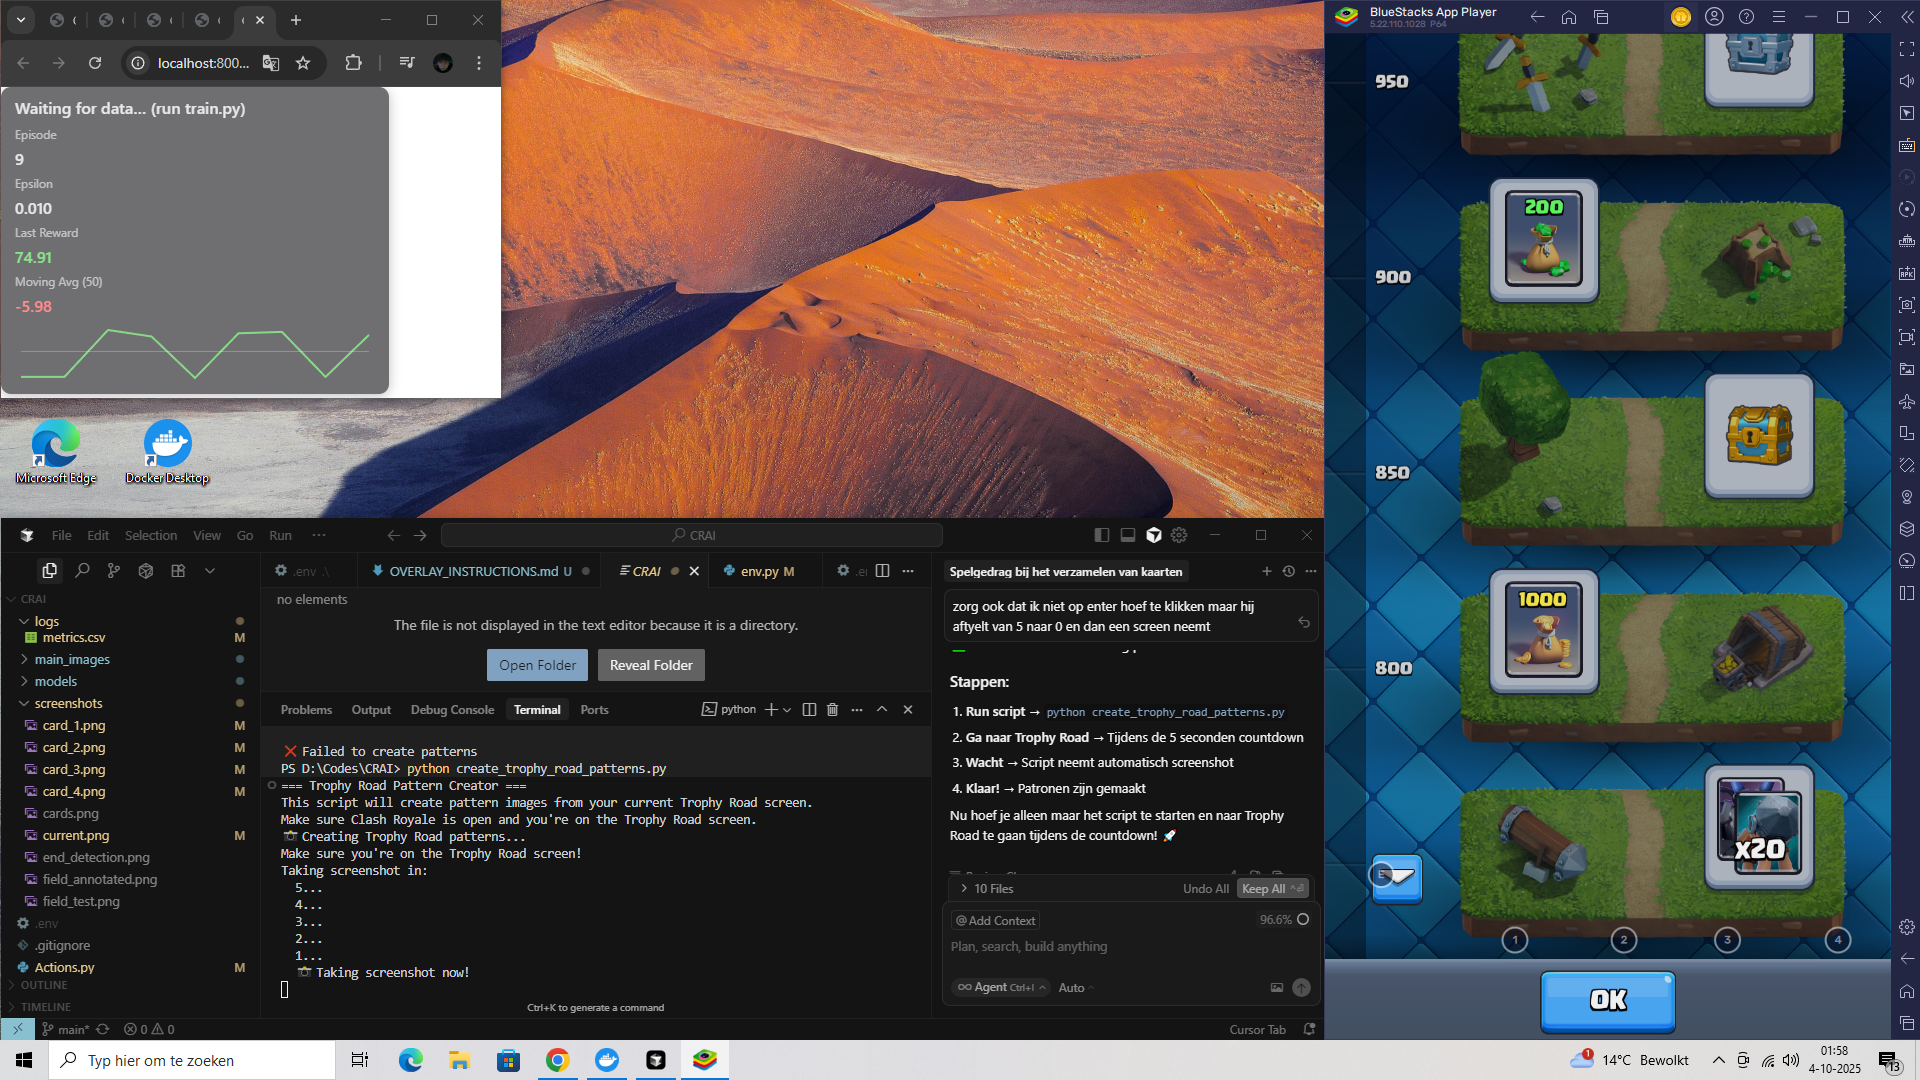 localhost:800...
Waiting for data... (run train.py)
Episode
9
Epsilon
0.010
Last Reward
74.91
Moving Avg (50)
-5.98
Microsoft Edge
Docker Desktop
BlueStacks App Player
5.22.110.1028 P64
950
200
900
850
1000
800
x20
E
1
2
3
4
OK
File
Edit
Selection
View
Go
Run
CRAI
CRAI
logs
metrics.csv M
main_images
models
screenshots
card_1.png M
card_2.png M
card_3.png M
card_4.png M
cards.png
current.png M
end_detection.png
field_annotated.png
field_test.png
.env
.gitignore
Actions.py M
OUTLINE
TIMELINE
.env .\
OVERLAY_INSTRUCTIONS.md U
CRAI
env.py M
no elements
The file is not displayed in the text editor because it is a directory.
Open Folder
Reveal Folder
Problems
Output
Debug Console
Terminal
Ports
python
Failed to create patterns
PS D:\Codes\CRAI> python create_trophy_road_patterns.py
=== Trophy Road Pattern Creator ===
This script will create pattern images from your current Trophy Road screen.
Make sure Clash Royale is open and you're on the Trophy Road screen.
Creating Trophy Road patterns...
Make sure you're on the Trophy Road screen!
Taking screenshot in:
5...
4...
3...
2...
1...
Taking screenshot now!
Ctrl+K to generate a command
Spelgedrag bij het verzamelen van kaarten
zorg ook dat ik niet op enter hoef te klikken maar hij
aftyelt van 5 naar 0 en dan een screen neemt
Stappen:
1. Run script → python create_trophy_road_patterns.py
2. Ga naar Trophy Road → Tijdens de 5 seconden countdown
3. Wacht → Script neemt automatisch screenshot
4. Klaar! → Patronen zijn gemaakt
Nu hoef je alleen maar het script te starten en naar Trophy
Road te gaan tijdens de countdown! 🚀
10 Files
Undo All
Keep All
@ Add Context
96.6%
Plan, search, build anything
Agent Ctrl+I
Auto
main*
0
0
Cursor Tab
Typ hier om te zoeken
1
14°C Bewolkt
01:58
4-10-2025
13